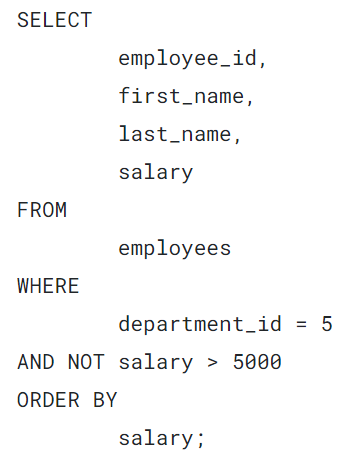 SELECT
employee_id,
first_name,
last_name,
salary
FROM
employees
WHERE
department_id = 5
AND NOT salary > 5000
ORDER BY
salary;